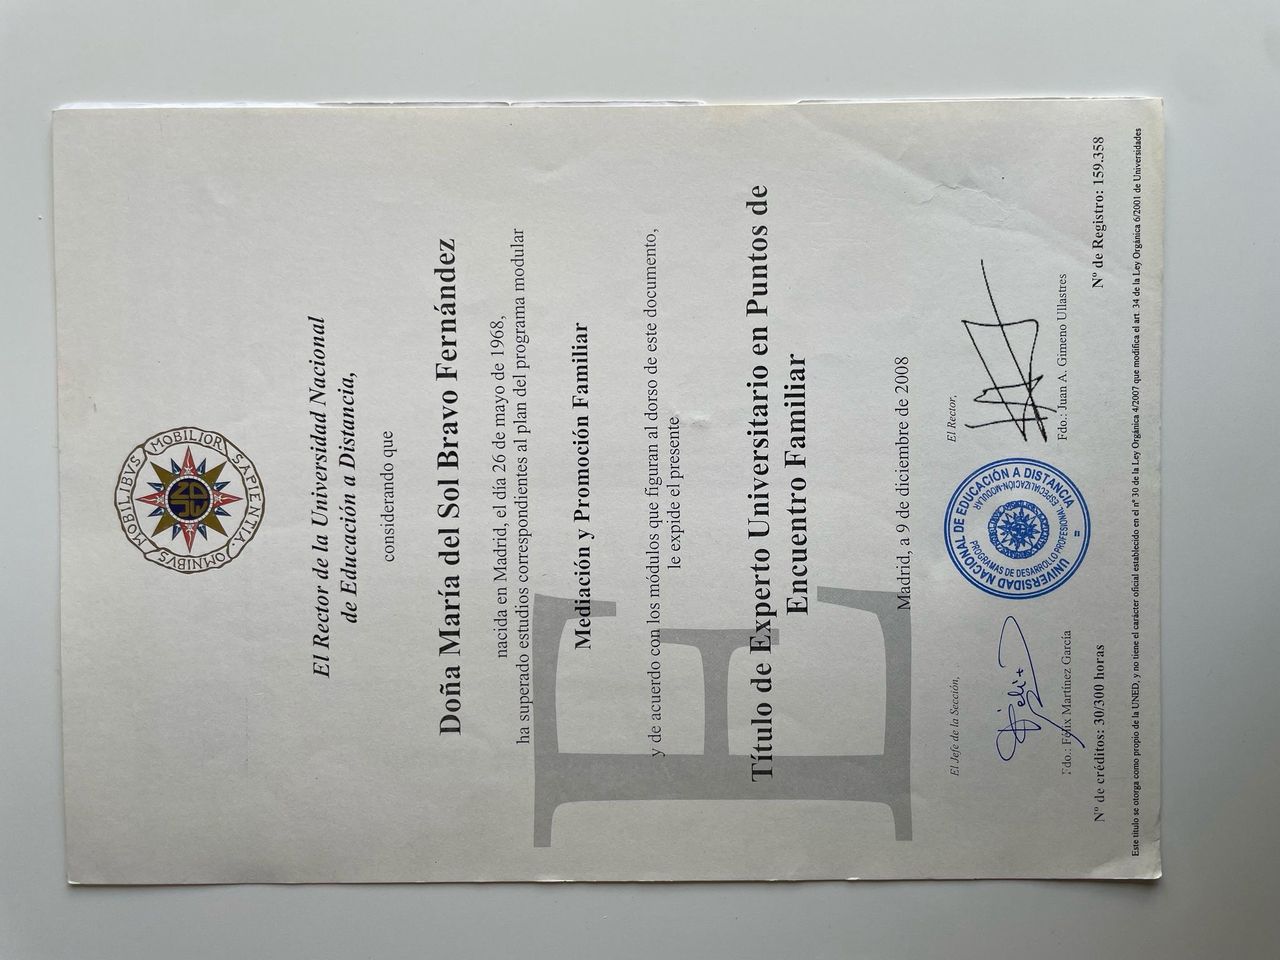 OMNIBVS MOBILIBVS MOBILIOR SAPIENTIA
El Rector de la Universidad Nacional
de Educación a Distancia,
considerando que
Doña María del Sol Bravo Fernández
nacida en Madrid, el día 26 de mayo de 1968,
ha superado estudios correspondientes al plan del programa modular
Mediación y Promoción Familiar
y de acuerdo con los módulos que figuran al dorso de este documento,
le expide el presente
Título de Experto Universitario en Puntos de
Encuentro Familiar
E
Madrid, a 9 de diciembre de 2008
El Jefe de la Sección,
El Rector,
UNIVERSIDAD NACIONAL DE EDUCACIÓN A DISTANCIA
PROGRAMAS DE DESARROLLO PROFESIONAL
ESPECIALIZACIÓN-MODULAR
Fdo.: Félix Martínez García
Fdo.: Juan A. Gimeno Ullastres
Nº de créditos: 30/300 horas
Nº de Registro: 159.358
Este título se otorga como propio de la UNED, y no tiene el carácter oficial establecido en el nº 30 de la Ley Orgánica 4/2007 que modifica el art 34 de la Ley Orgánica 6/2001 de Universidades